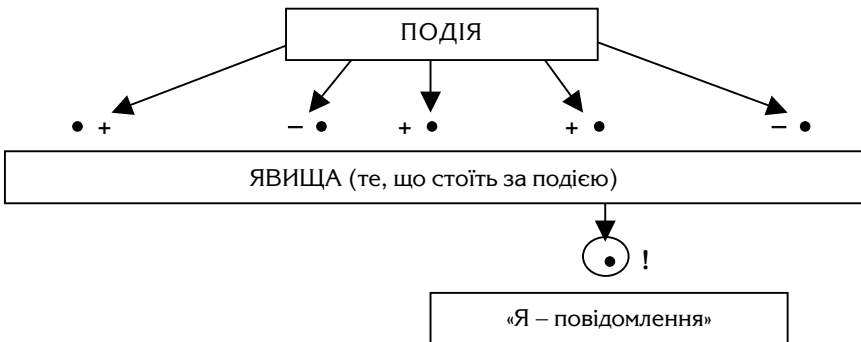 ПОДІЯ
• + – • + • + • – •
ЯВИЩА (те, що стоїть за подією)
• !
«Я – повідомлення»